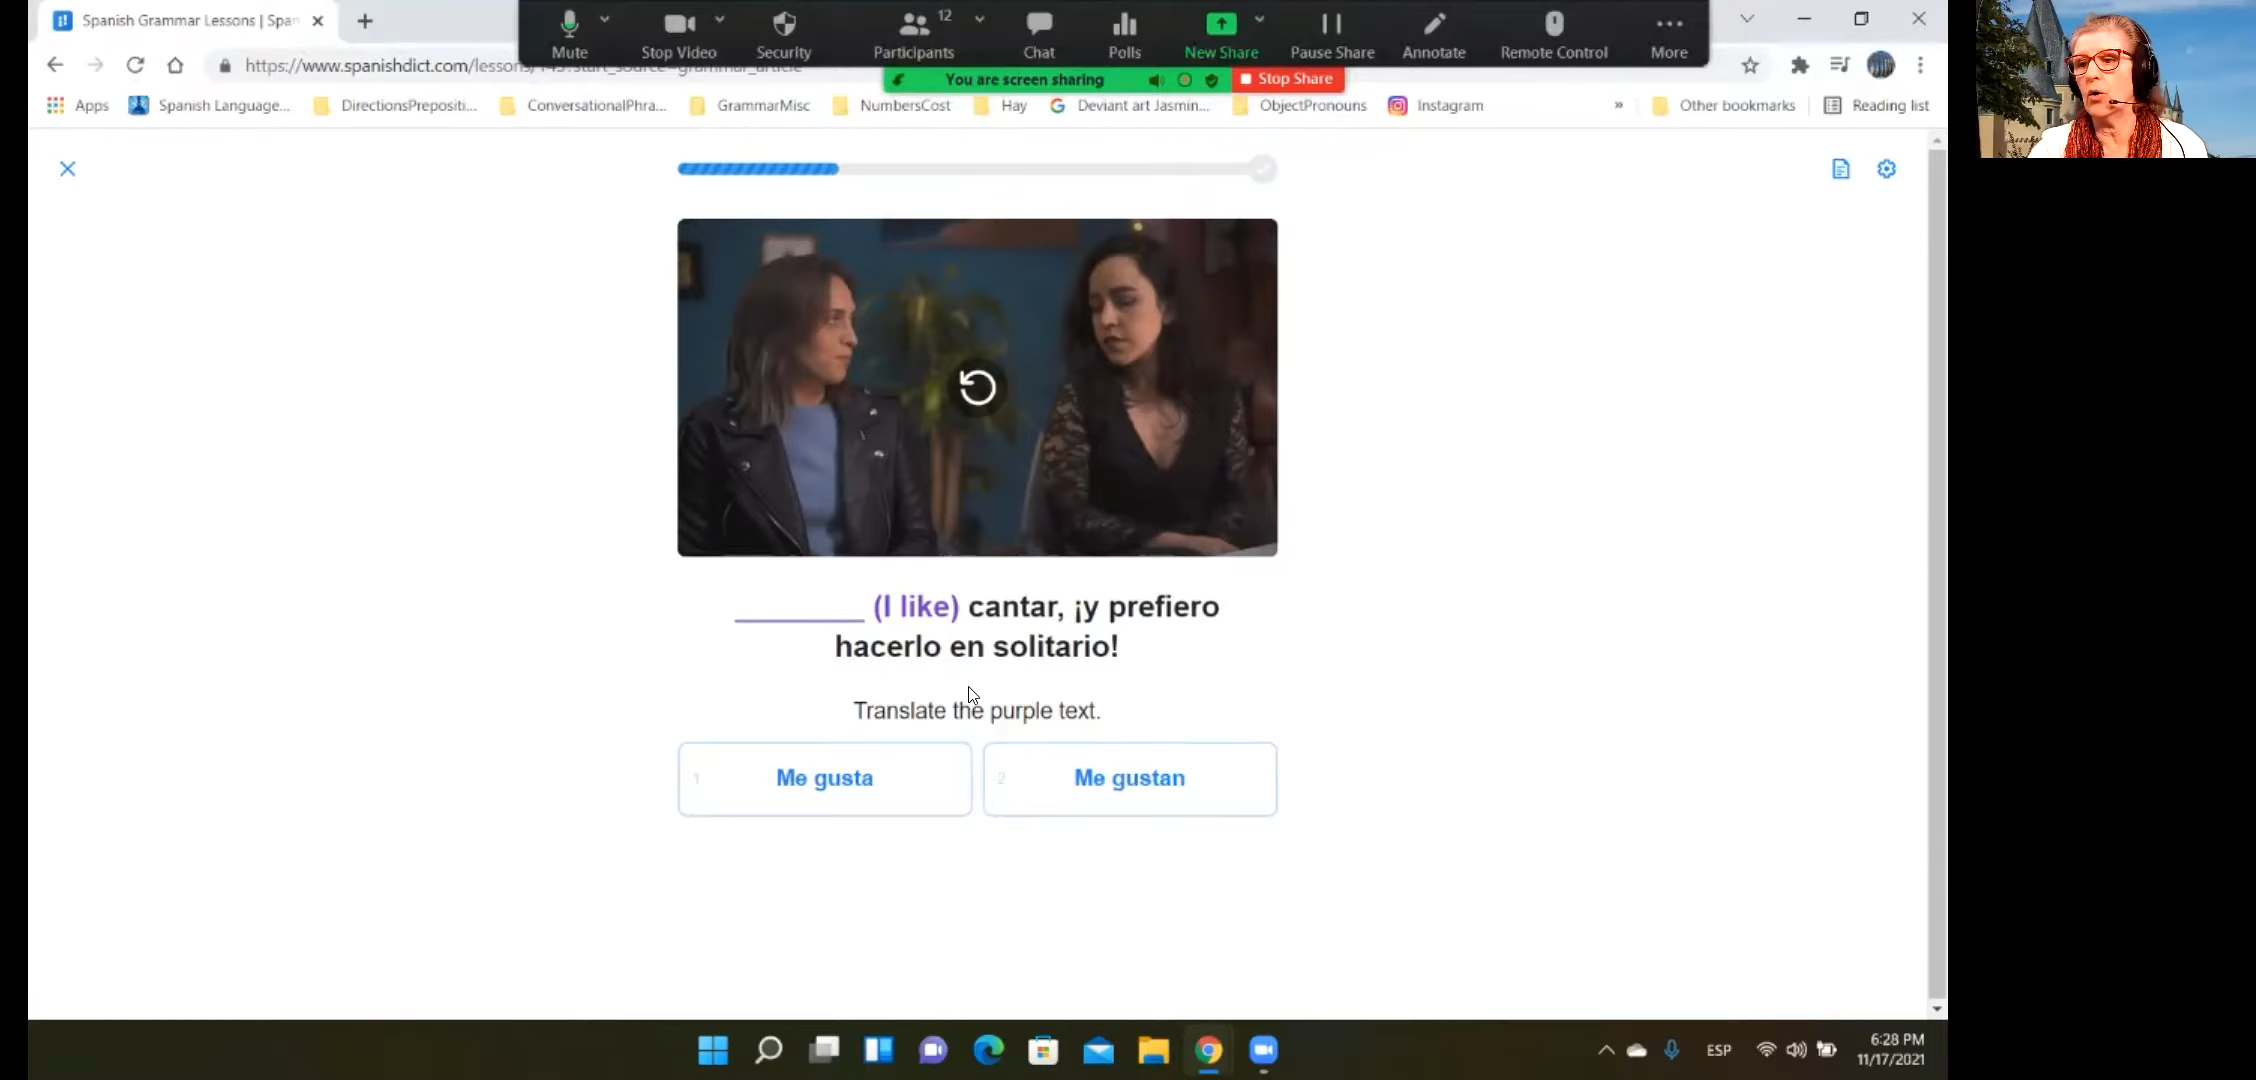 Spanish Grammar Lessons | Span
Mute
Stop Video
Security
Participants
12
Chat
Polls
New Share
Pause Share
Annotate
Remote Control
More
https://www.spanishdict.com/lessons
You are screen sharing
Stop Share
Apps
Spanish Language...
DirectionsPrepositi...
ConversationalPhra...
GrammarMisc
NumbersCost
Hay
Deviant art Jasmin...
ObjectPronouns
Instagram
»
Other bookmarks
Reading list
________ (I like) cantar, ¡y prefiero
hacerlo en solitario!
Translate the purple text.
1 Me gusta
2 Me gustan
ESP
6:28 PM
11/17/2021